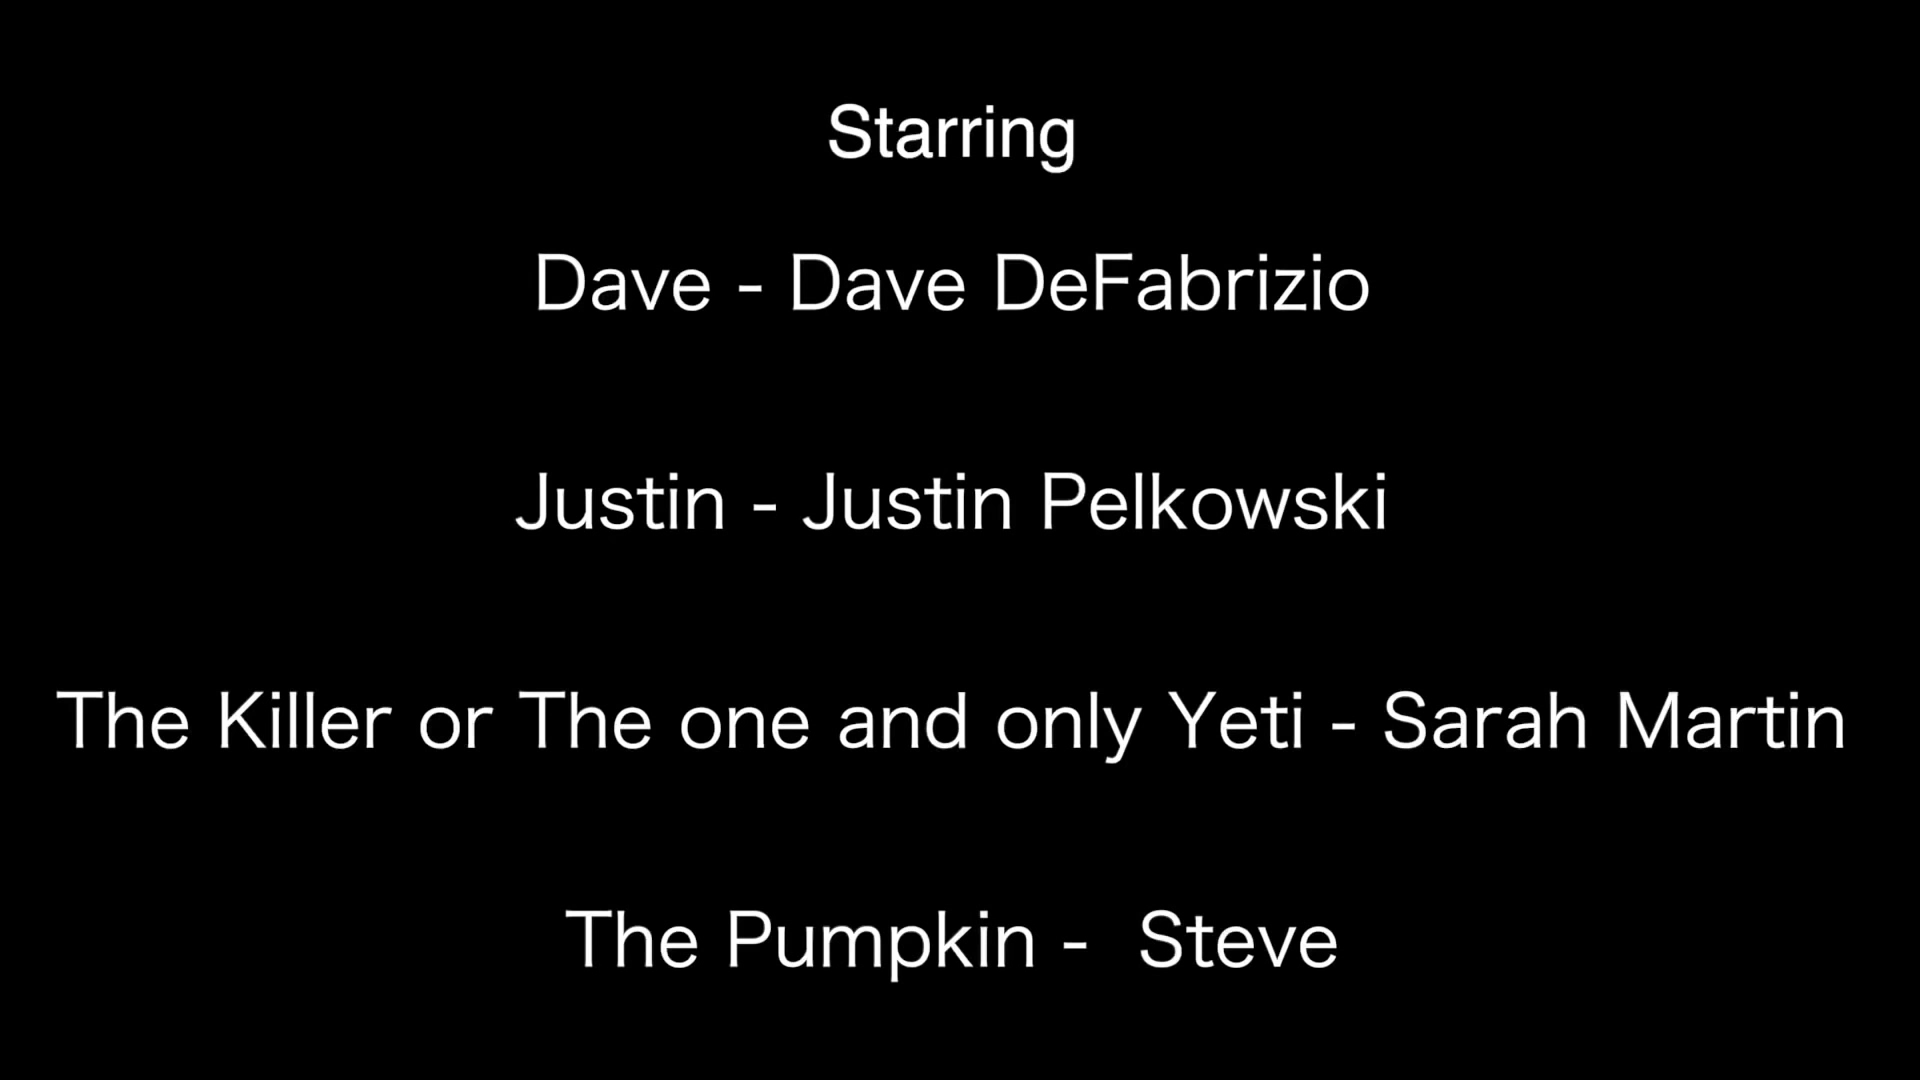 Starring
Dave - Dave DeFabrizio
Justin - Justin Pelkowski
The Killer or The one and only Yeti - Sarah Martin
The Pumpkin -  Steve